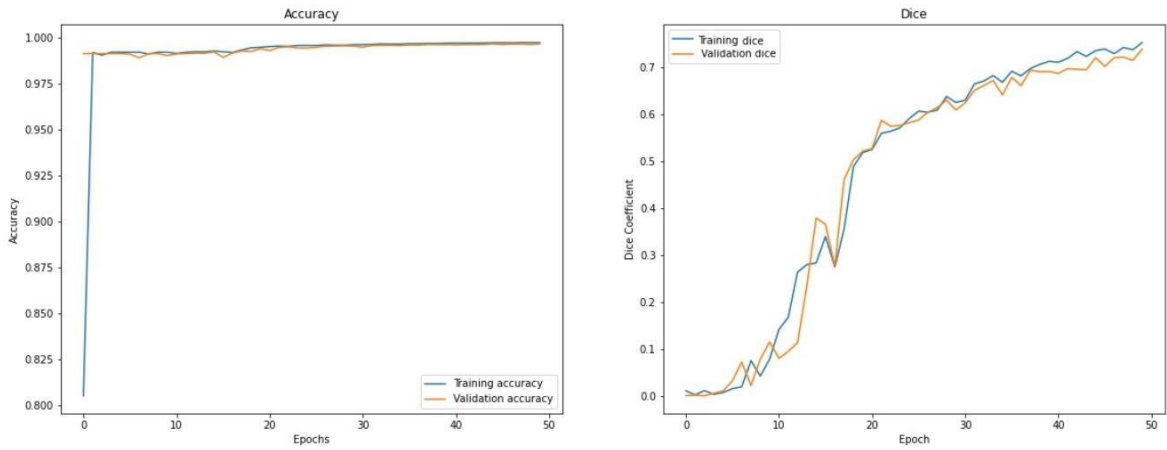 Accuracy
1.000
0.975
0.950
0.925
0.900
0.875
0.850
0.825
0.800
Accuracy
Training accuracy
Validation accuracy
0
10
20
30
40
50
Epochs
Dice
Training dice
Validation dice
0.7
0.6
0.5
0.4
0.3
0.2
0.1
0.0
Dice Coefficient
0
10
20
30
40
50
Epoch